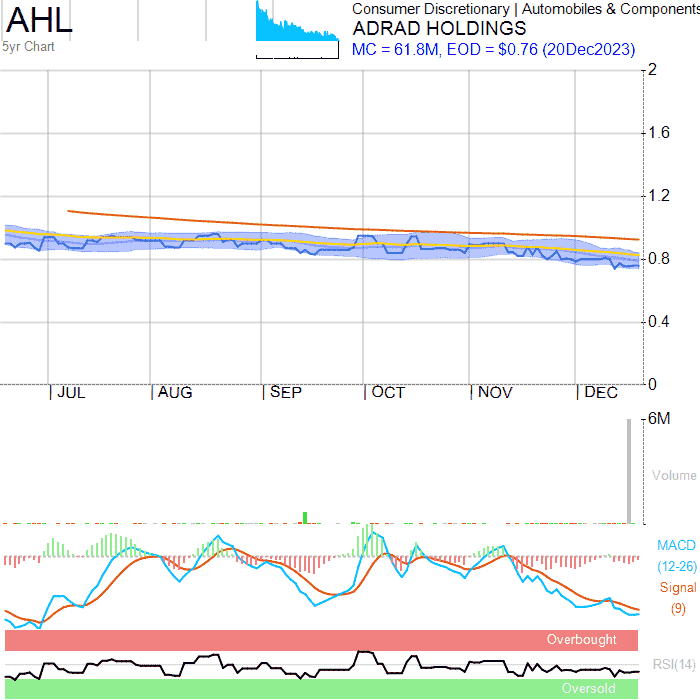 AHL
5yr Chart
Consumer Discretionary | Automobiles & Components
ADRAD HOLDINGS
MC = 61.8M, EOD = $0.76 (20Dec2023)
2
1.6
1.2
0.8
0.4
0
JUL AUG SEP OCT NOV DEC
6M
Volume
MACD
(12-26)
Signal
(9)
Overbought
RSI(14)
Oversold